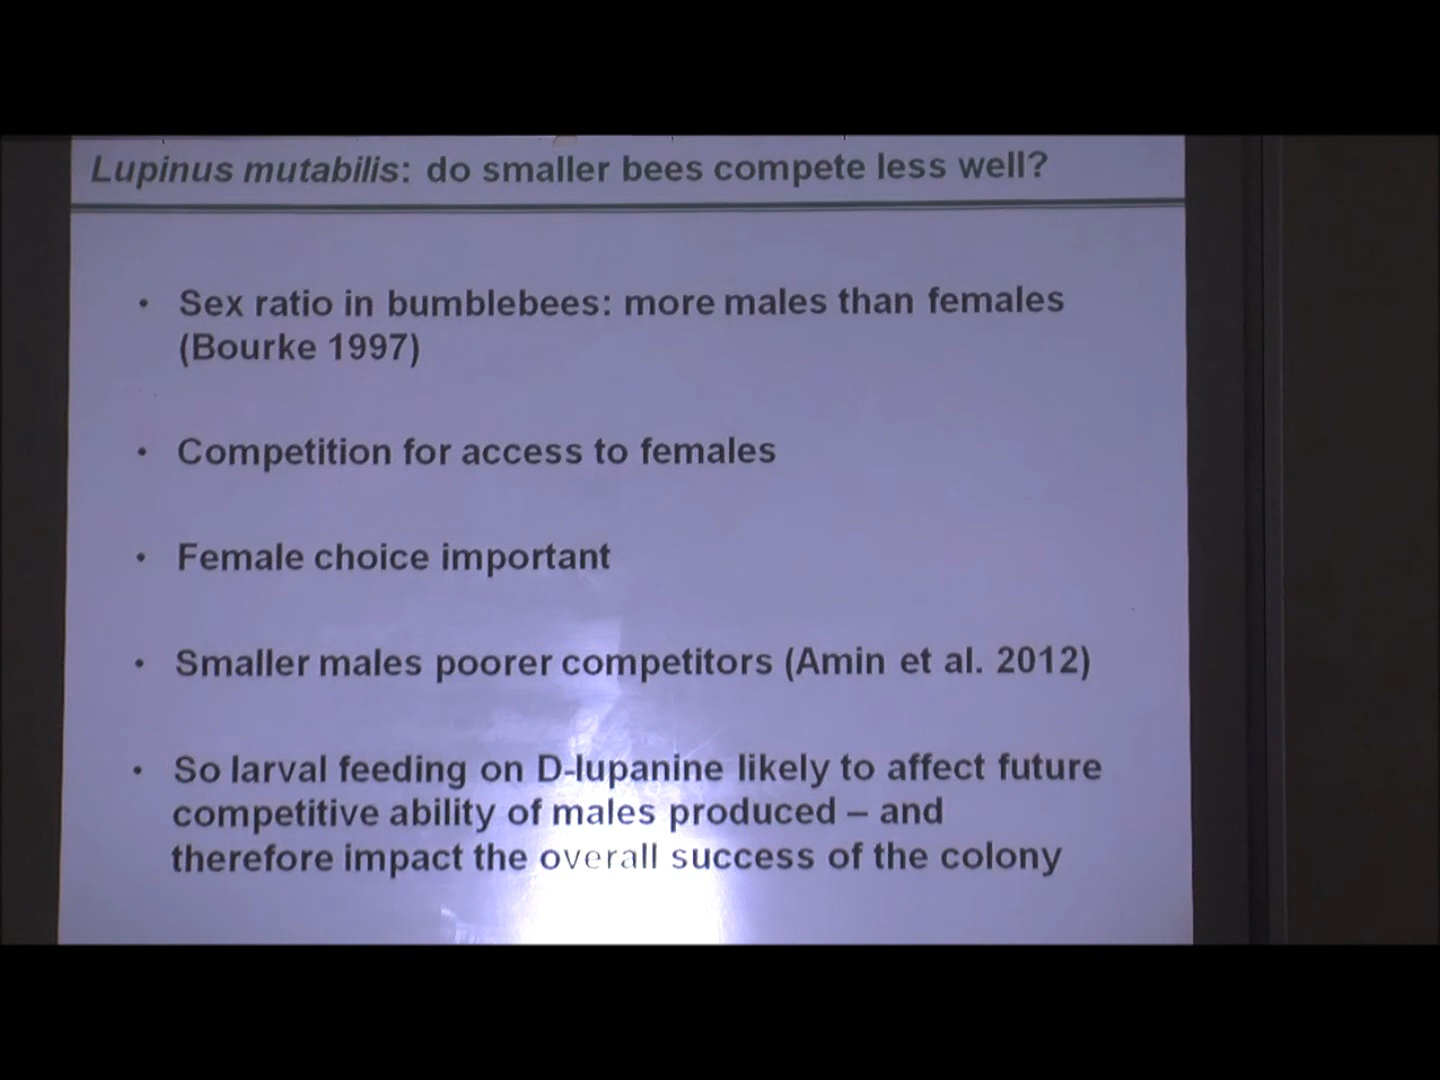 Lupinus mutabilis: do smaller bees compete less well?
• Sex ratio in bumblebees: more males than females
(Bourke 1997)
• Competition for access to females
• Female choice important
• Smaller males poorer competitors (Amin et al. 2012)
• So larval feeding on D-lupanine likely to affect future
competitive ability of males produced – and
therefore impact the overall success of the colony